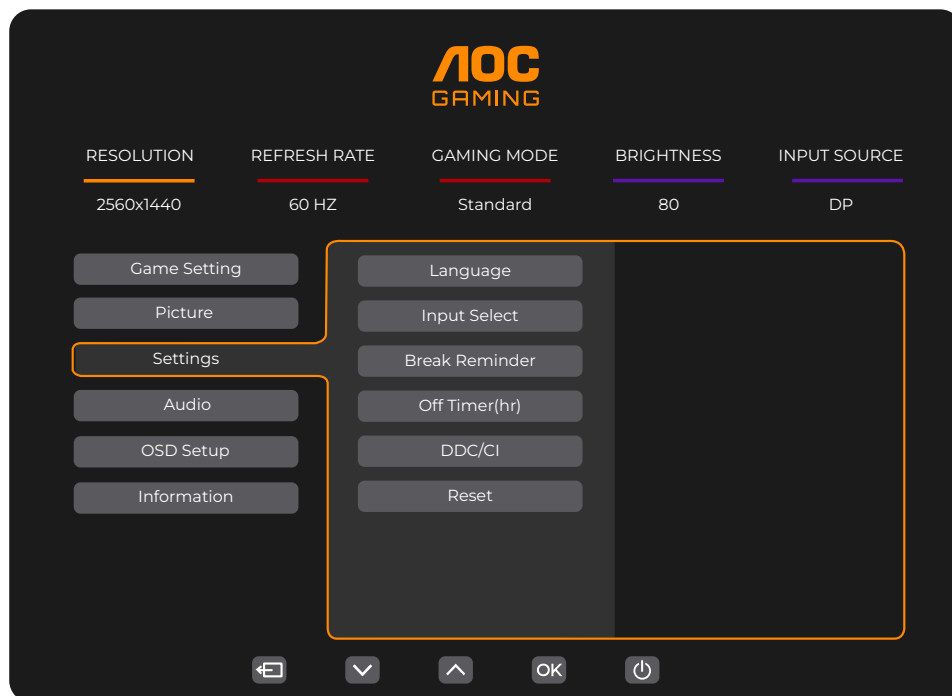 AOC
GAMING
RESOLUTION REFRESH RATE GAMING MODE BRIGHTNESS INPUT SOURCE
2560x1440 60 HZ Standard 80 DP
Game Setting
Picture
Settings
Audio
OSD Setup
Information
Language
Input Select
Break Reminder
Off Timer(hr)
DDC/CI
Reset
OK